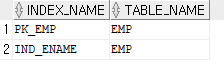 INDEX_NAME TABLE_NAME
1 PK_EMP EMP
2 IND_ENAME EMP